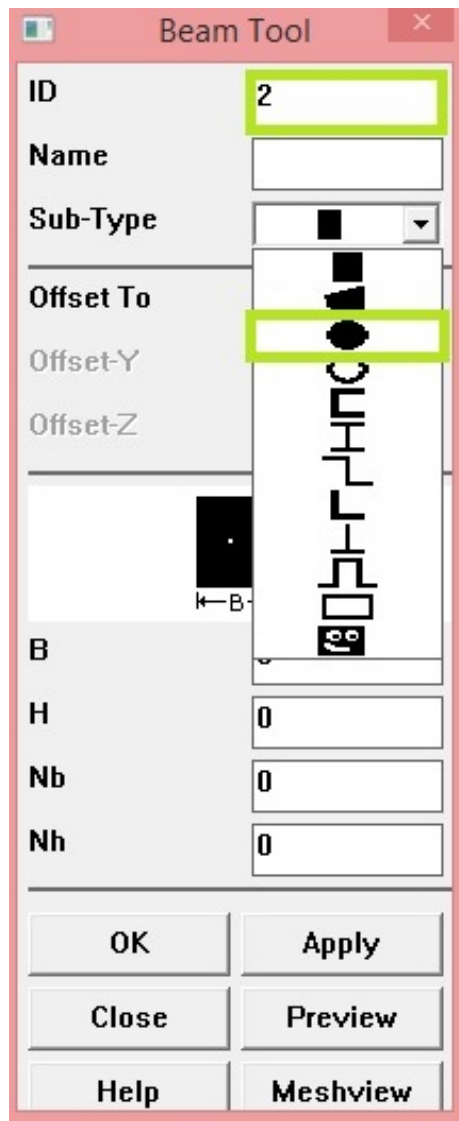 Beam Tool
ID 2
Name
Sub-Type
Offset To
Offset-Y
Offset-Z
B
B
H 0
Nb 0
Nh 0
OK Apply
Close Preview
Help Meshview